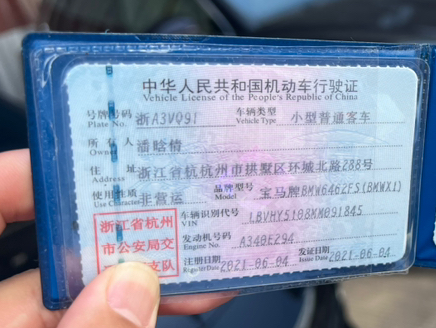 中华人民共和国机动车行驶证
Vehicle License of the People's Republic of China
号牌号码 浙A3V091 车辆类型 小型普通客车
Plate No. Vehicle Type
所 有 人 潘晗
Owner
住 址 浙江省杭州市拱墅区环城北路288号
Address
使用性质 非营运 品牌型号 宝马牌BMW6462ES(BMWX1)
Use Character Model
浙江省杭州
市公安局交
支队
车辆识别代号 LBVHY5108KM091845
VIN
发动机号码 A340E294
Engine No.
注册日期 2021-06-04 发证日期 2021-06-04
Register Date Issue Date